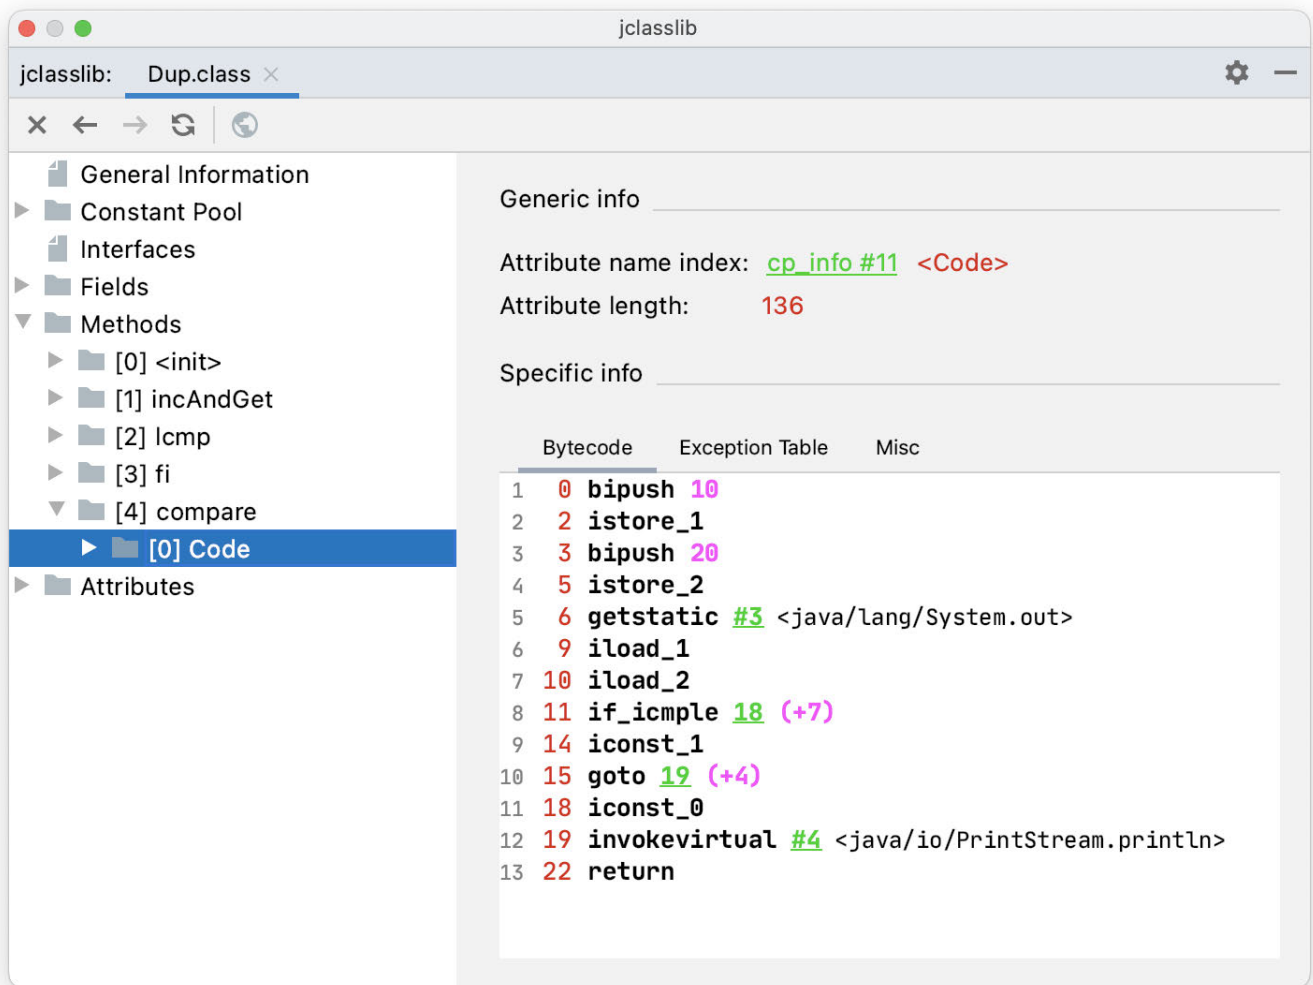 jclasslib
jclasslib: Dup.class
General Information
Constant Pool
Interfaces
Fields
Methods
[0] <init>
[1] incAndGet
[2] lcmp
[3] fi
[4] compare
[0] Code
Attributes
Generic info
Attribute name index: cp_info #11 <Code>
Attribute length: 136
Specific info
Bytecode Exception Table Misc
1 0 bipush 10
2 2 istore_1
3 3 bipush 20
4 5 istore_2
5 6 getstatic #3 <java/lang/System.out>
6 9 iload_1
7 10 iload_2
8 11 if_icmple 18 (+7)
9 14 iconst_1
10 15 goto 19 (+4)
11 18 iconst_0
12 19 invokevirtual #4 <java/io/PrintStream.println>
13 22 return